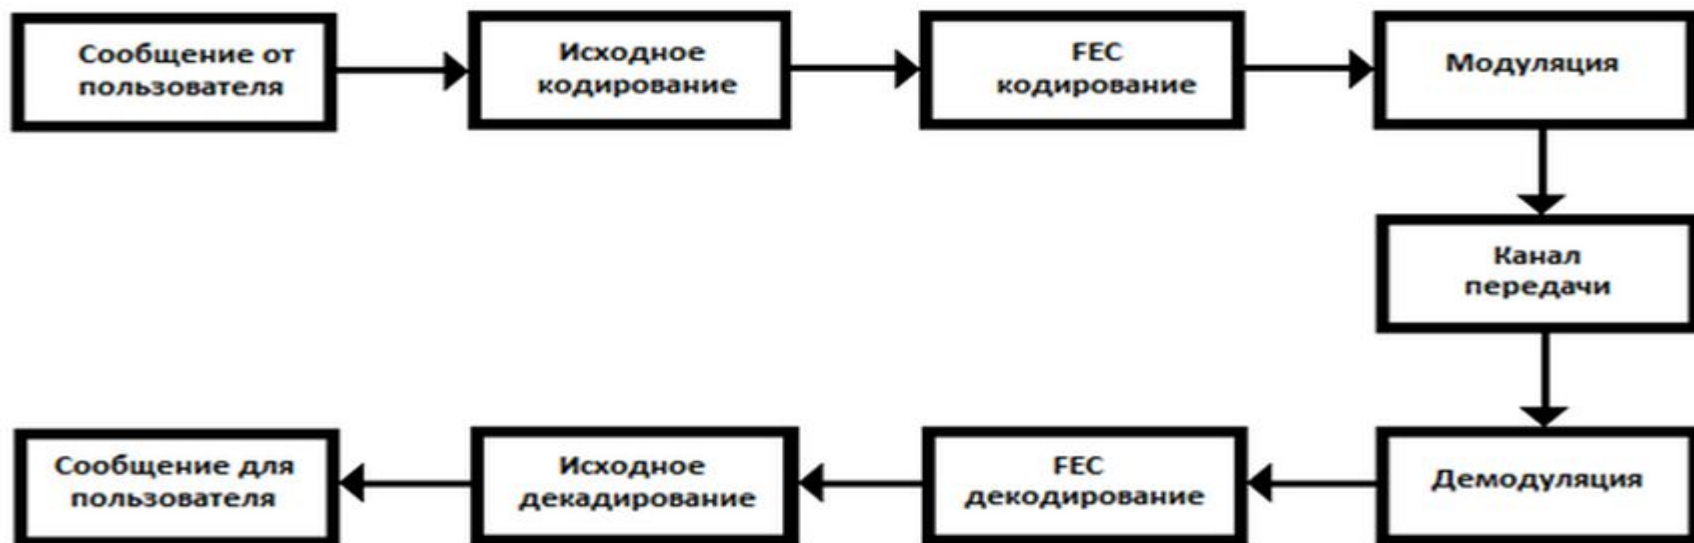 Сообщение от
пользователя
Исходное
кодирование
FEC
кодирование
Модуляция
Канал
передачи
Сообщение для
пользователя
Исходное
декадирование
FEC
декодирование
Демодуляция